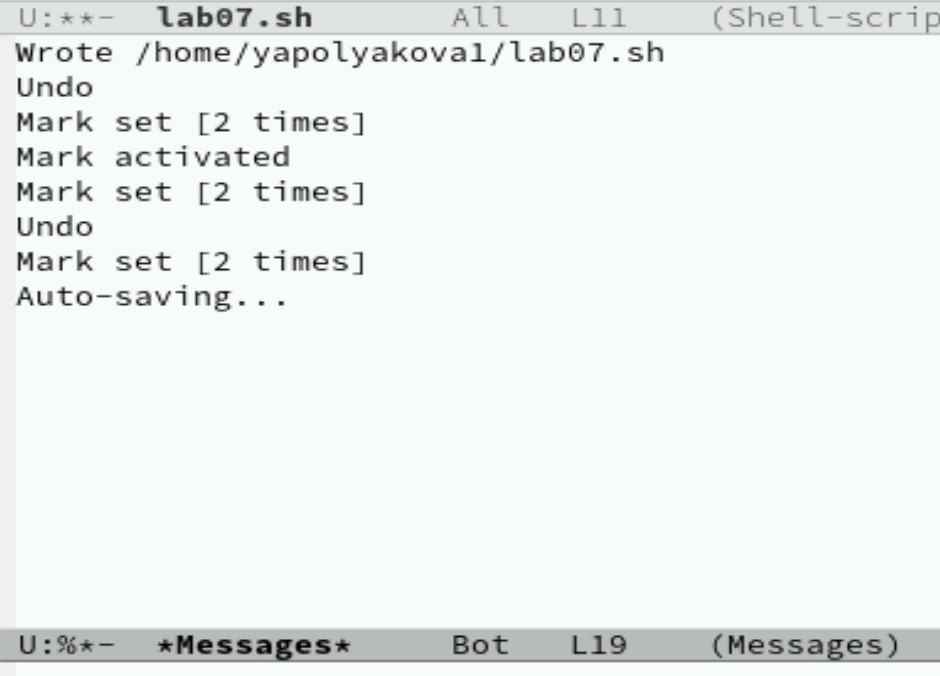 U:**-  lab07.sh       All   L11    (Shell-scrip
Wrote /home/yapolyakova1/lab07.sh
Undo
Mark set [2 times]
Mark activated
Mark set [2 times]
Undo
Mark set [2 times]
Auto-saving...
U:%*-  *Messages*     Bot   L19    (Messages)